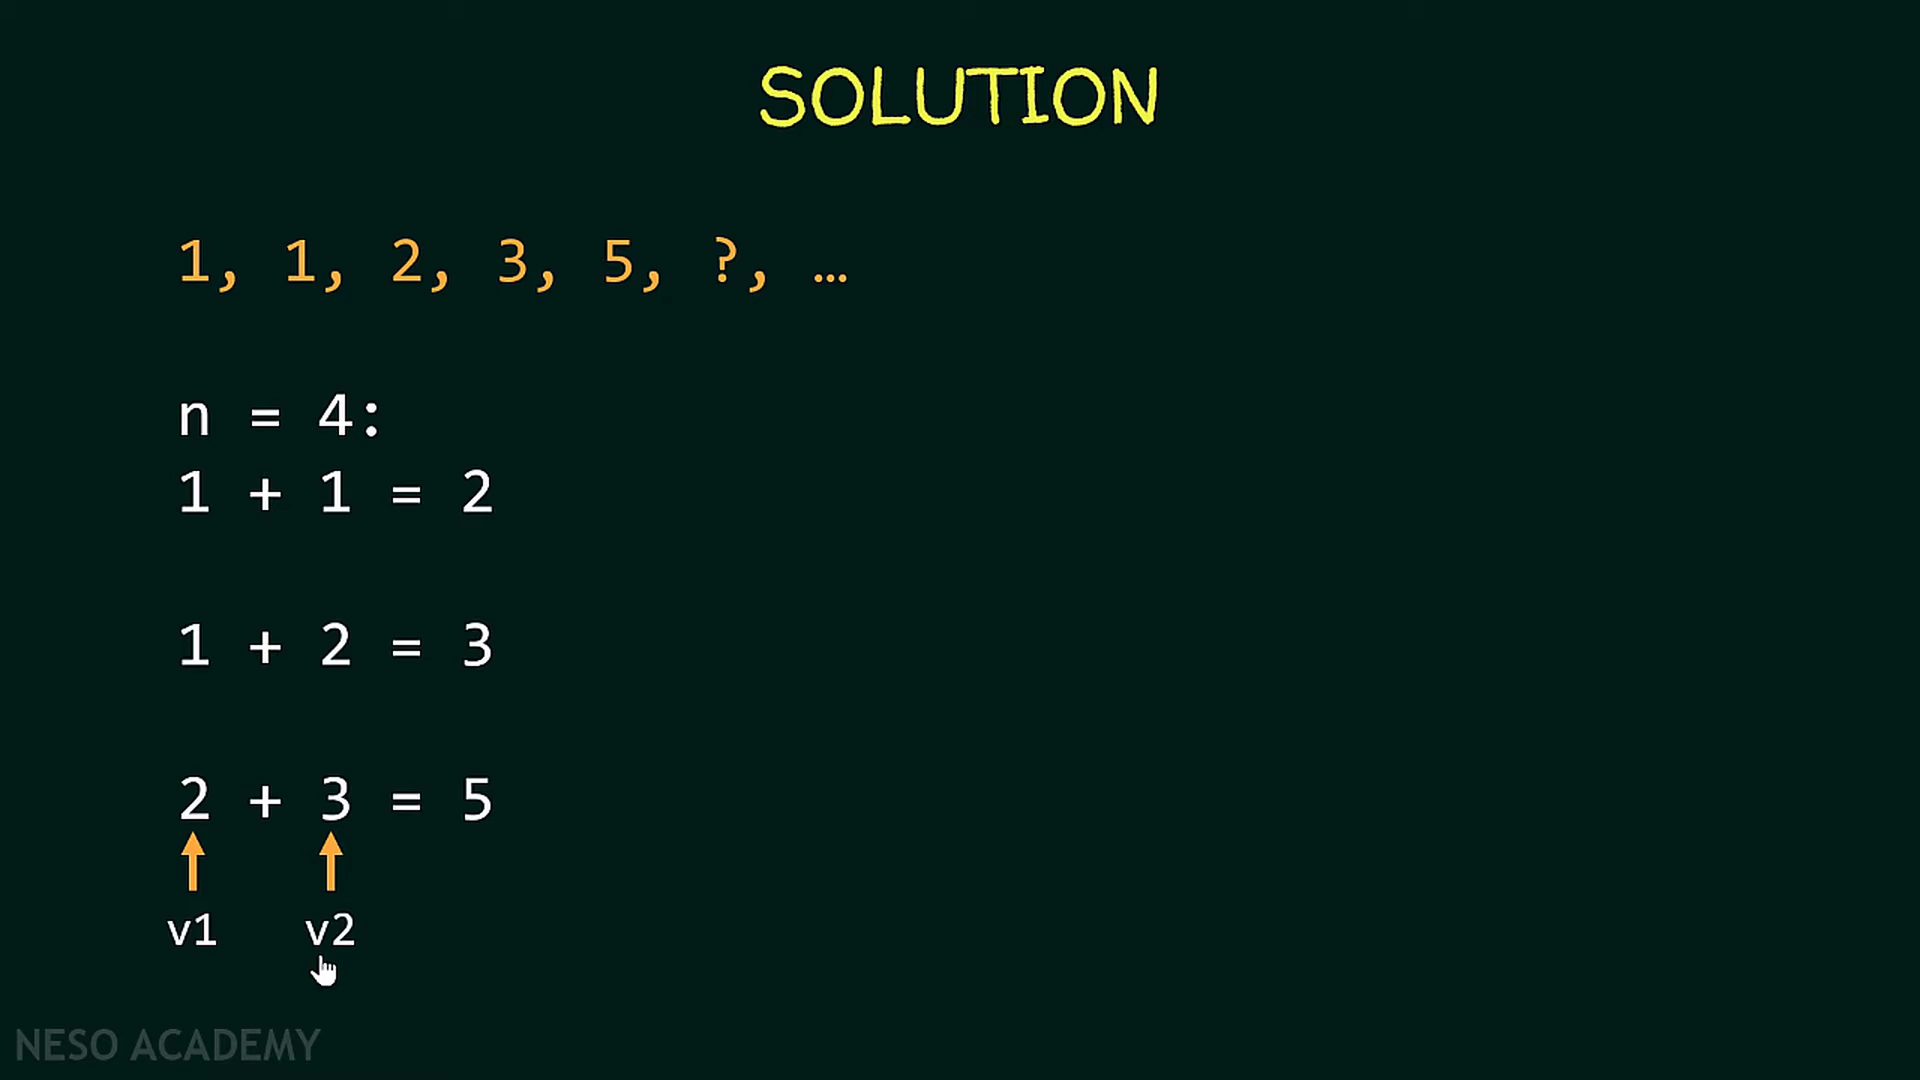 SOLUTION
1, 1, 2, 3, 5, ?, …
n = 4:
1 + 1 = 2
1 + 2 = 3
2 + 3 = 5
v1 v2
NESO ACADEMY